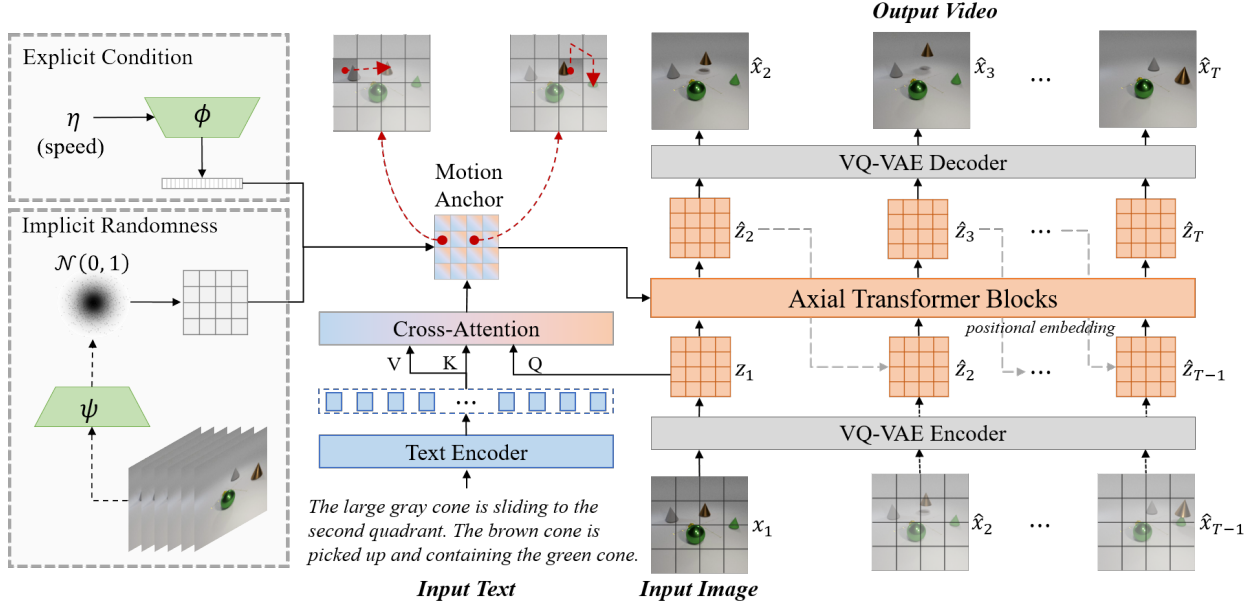 Output Video
Explicit Condition
η
(speed)
ϕ
Implicit Randomness
𝒩(0, 1)
ψ
Motion
Anchor
Cross-Attention
V
K
Q
...
Text Encoder
The large gray cone is sliding to the
second quadrant. The brown cone is
picked up and containing the green cone.
Input Text
x̂₂
x̂₃
...
x̂_T
VQ-VAE Decoder
ẑ₂
ẑ₃
...
ẑ_T
Axial Transformer Blocks
positional embedding
z₁
ẑ₂
...
ẑ_{T−1}
VQ-VAE Encoder
x₁
x̂₂
...
x̂_{T−1}
Input Image